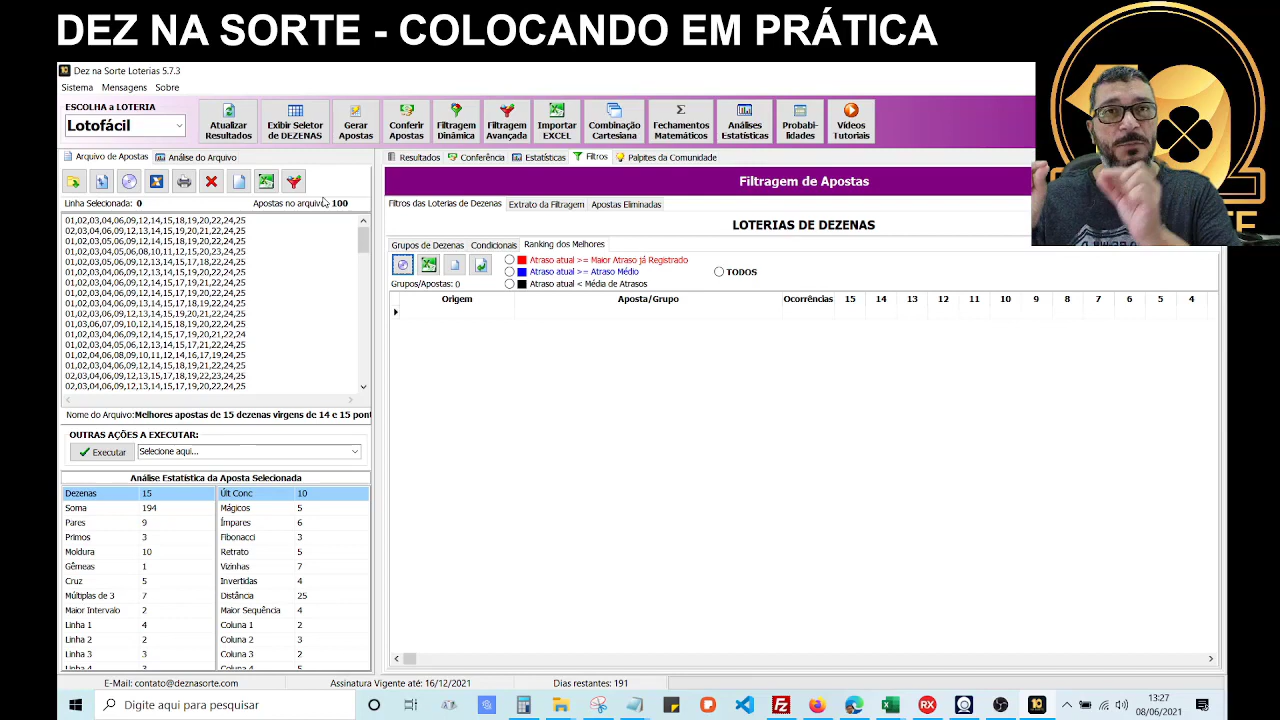 DEZ NA SORTE - COLOCANDO EM PRÁTICA
Dez na Sorte Loterias 5.7.3
Sistema Mensagens Sobre
ESCOLHA a LOTERIA
Lotofácil
Atualizar Resultados
Exibir Seletor de DEZENAS
Gerar Apostas
Conferir Apostas
Filtragem Dinâmica
Filtragem Avançada
Importar EXCEL
Combinação Cartesiana
Fechamentos Matemáticos
Análises Estatísticas
Probabi-lidades
Vídeos Tutoriais
Arquivo de Apostas Análise do Arquivo
Linha Selecionada: 0 Apostas no arquivo: 100
01,02,03,04,06,09,12,14,15,18,19,20,22,24,25
02,03,04,06,09,12,13,14,15,19,20,21,22,24,25
01,02,03,05,06,08,10,11,12,14,15,20,23,25
01,02,03,04,05,06,09,12,13,14,15,17,18,22,25
01,02,03,04,06,09,12,13,14,15,18,19,20,22,25
01,02,03,04,06,09,12,14,15,17,19,20,21,22,25
01,02,03,04,06,09,12,14,15,18,19,20,21,22,25
01,02,03,04,06,09,12,13,14,15,17,19,20,22,25
01,02,03,04,06,09,12,13,14,15,18,19,20,22,25
01,03,06,07,09,10,12,14,15,18,19,20,22,23,25
01,02,03,04,06,09,12,14,15,17,19,20,21,22,24
01,02,03,04,05,06,12,13,14,15,17,19,20,21,25
01,02,04,06,08,09,10,11,12,14,16,17,19,20,25
01,02,03,04,06,09,12,14,15,18,19,21,22,24,25
02,03,04,06,09,12,13,14,15,18,19,20,22,23,24,25
02,03,04,06,09,12,13,14,15,17,19,20,22,24,25
Nome do Arquivo:Melhores apostas de 15 dezenas virgens de 14 e 15 pont
OUTRAS AÇÕES A EXECUTAR:
Executar Selecione aqui...
Análise Estatística da Aposta Selecionada
Dezenas 15 Últ Conc 10
Soma 194 Mágicos 5
Pares 9 Ímpares 6
Primos 3 Fibonacci 3
Moldura 10 Retrato 5
Gêmeas 1 Vizinhas 7
Cruz 5 Invertidas 4
Múltiplas de 3 7 Distância 25
Maior Intervalo 2 Maior Sequência 4
Linha 1 4 Coluna 1 2
Linha 2 2 Coluna 2 3
Linha 3 3 Coluna 3 2
Linha 4 3 Coluna 4 5
Resultados Conferência Estatísticas Filtros Palpites da Comunidade
Filtragem de Apostas
Filtros das Loterias de Dezenas Extrato da Filtragem Apostas Eliminadas
LOTERIAS DE DEZENAS
Grupos de Dezenas Condicionais Ranking dos Melhores
Atraso atual >= Maior Atraso já Registrado
Atraso atual >= Atraso Médio TODOS
Grupos/Apostas: 0 Atraso atual < Média de Atrasos
Origem Aposta/Grupo Ocorrências 15 14 13 12 11 10 9 8 7 6 5 4
E-Mail: contato@deznasorte.com Assinatura Vigente até: 16/12/2021 Dias restantes: 191
Digite aqui para pesquisar
13:27
08/06/2021